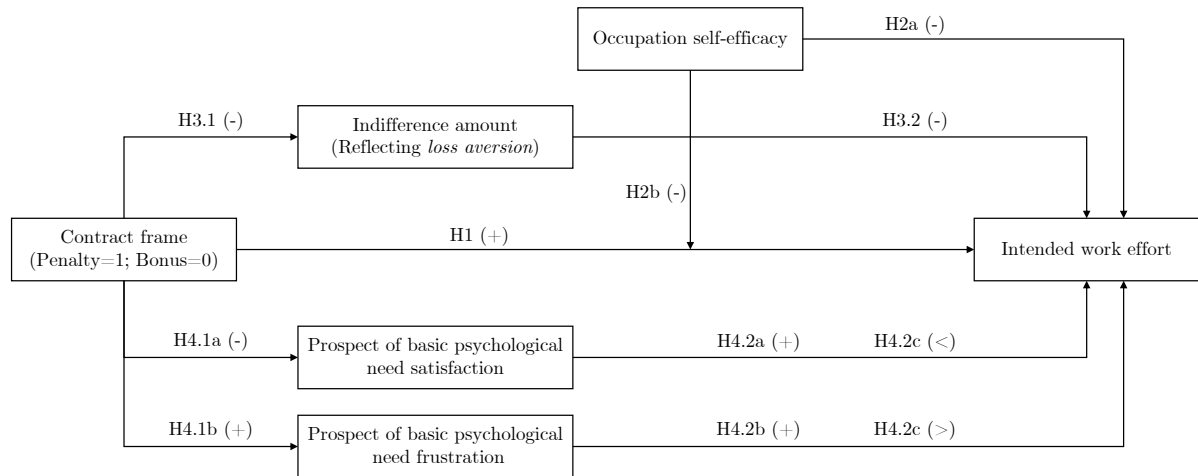 H2a (-)
Occupation self-efficacy
H3.1 (-)
Indifference amount
(Reflecting loss aversion)
H3.2 (-)
H2b (-)
Contract frame
(Penalty=1; Bonus=0)
H1 (+)
Intended work effort
H4.1a (-)
Prospect of basic psychological
need satisfaction
H4.2a (+)
H4.2c (<)
H4.1b (+)
Prospect of basic psychological
need frustration
H4.2b (+)
H4.2c (>)